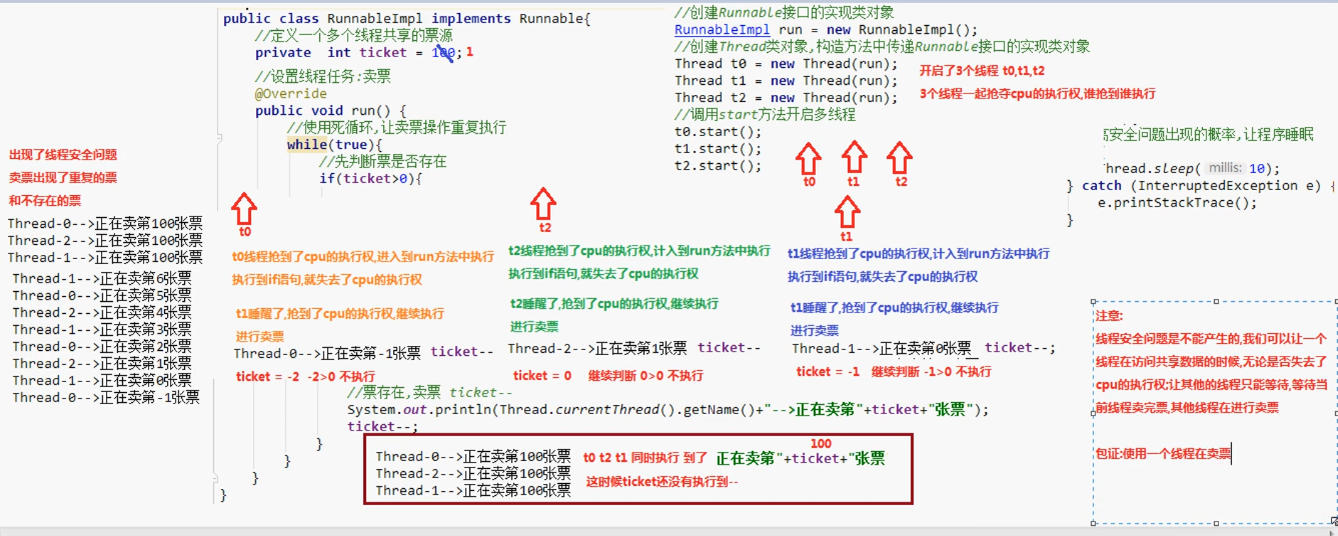 public class RunnableImpl implements Runnable{
//定义一个多个线程共享的票源
private int ticket = 100; 1
//设置线程任务:卖票
@Override
public void run() {
//使用死循环,让卖票操作重复执行
while(true){
//先判断票是否存在
if(ticket>0){
//创建Runnable接口的实现类对象
RunnableImpl run = new RunnableImpl();
//创建Thread类对象,构造方法中传递Runnable接口的实现类对象
Thread t0 = new Thread(run);
Thread t1 = new Thread(run);
Thread t2 = new Thread(run);
//调用start方法开启多线程
t0.start();
t1.start();
t2.start();
开启了3个线程 t0,t1,t2
3个线程一起抢夺cpu的执行权,谁抢到谁执行
t0 t1 t2
高安全问题出现的概率,让程序睡眠
hread.sleep( millis: 10);
} catch (InterruptedException e) {
e.printStackTrace();
}
出现了线程安全问题
卖票出现了重复的票
和不存在的票
Thread-0-->正在卖第100张票
Thread-2-->正在卖第100张票
Thread-1-->正在卖第100张票
Thread-1-->正在卖第6张票
Thread-0-->正在卖第5张票
Thread-2-->正在卖第4张票
Thread-1-->正在卖第3张票
Thread-0-->正在卖第2张票
Thread-2-->正在卖第1张票
Thread-1-->正在卖第0张票
Thread-0-->正在卖第-1张票
t0
t0线程抢到了cpu的执行权,进入到run方法中执行
执行到if语句,就失去了cpu的执行权
t1睡醒了,抢到了cpu的执行权,继续执行
进行卖票
Thread-0-->正在卖第-1张票 ticket--
ticket = -2 -2>0 不执行
t2
t2线程抢到了cpu的执行权,计入到run方法中执行
执行到if语句,就失去了cpu的执行权
t2睡醒了,抢到了cpu的执行权,继续执行
进行卖票
Thread-2-->正在卖第1张票 ticket--
ticket = 0 继续判断 0>0 不执行
t1
t1线程抢到了cpu的执行权,计入到run方法中执行
执行到if语句,就失去了cpu的执行权
t1睡醒了,抢到了cpu的执行权,继续执行
进行卖票
Thread-1-->正在卖第0张票 ticket--;
ticket = -1 继续判断 -1>0 不执行
//票存在,卖票 ticket--
System.out.println(Thread.currentThread().getName()+"-->正在卖第"+ticket+"张票");
ticket--;
}
}
}
}
Thread-0-->正在卖第100张票
Thread-2-->正在卖第100张票
Thread-1-->正在卖第100张票
100
t0 t2 t1 同时执行 到了 正在卖第"+ticket+"张票
这时候ticket还没有执行到--
注意:
线程安全问题是不能产生的,我们可以让一个
线程在访问共享数据的时候,无论是否失去了
cpu的执行权;让其他的线程只能等待,等待当
前线程卖完票,其他线程在进行卖票
包证:使用一个线程在卖票